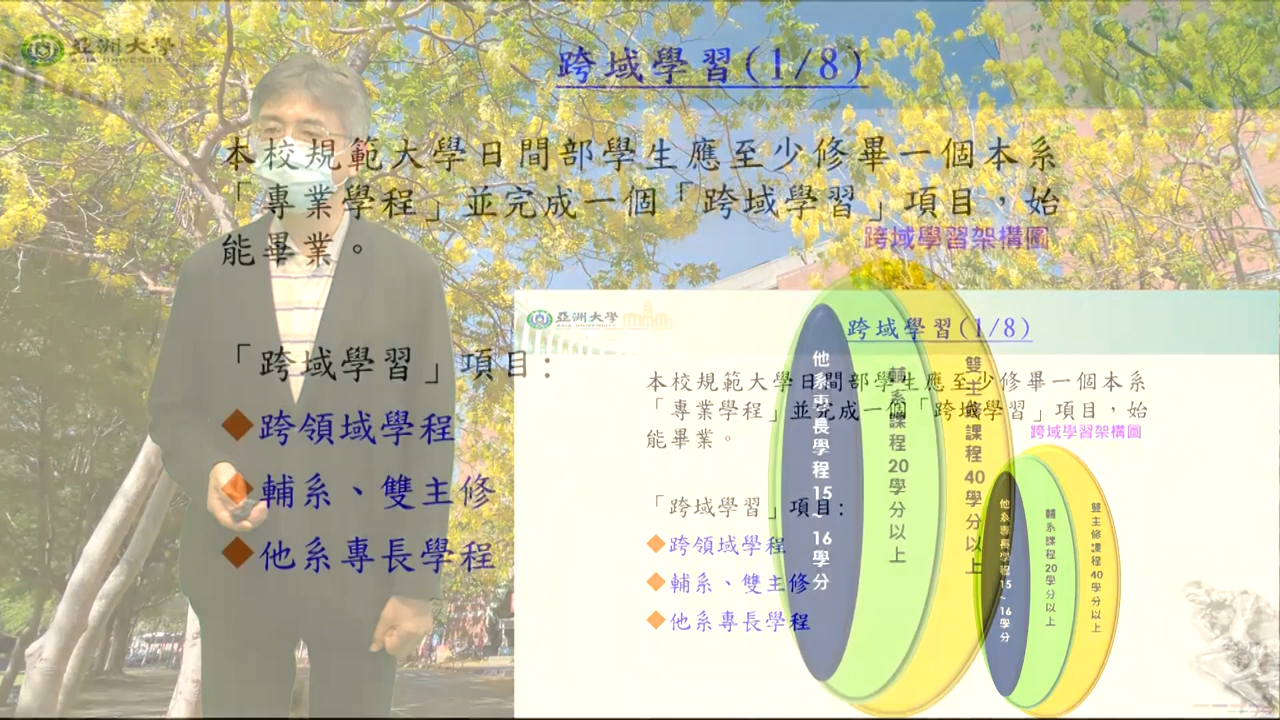 亞洲大學
ASIA UNIVERSITY
跨域學習(1/8)
本校規範大學日間部學生應至少修畢一個本系
「專業學程」並完成一個「跨域學習」項目，始
能畢業。
跨域學習架構圖
「跨域學習」項目:
跨領域學程
輔系、雙主修
他系專長學程
他系專長學程15~16學分
輔系課程20學分以上
雙主修課程40學分以上
亞洲大學
ASIA UNIVERSITY
跨域學習(1/8)
本校規範大學日間部學生應至少修畢一個本系
「專業學程」並完成一個「跨域學習」項目，始
能畢業。
跨域學習架構圖
「跨域學習」項目:
跨領域學程
輔系、雙主修
他系專長學程
他系專長學程15~16學分
輔系課程20學分以上
雙主修課程40學分以上